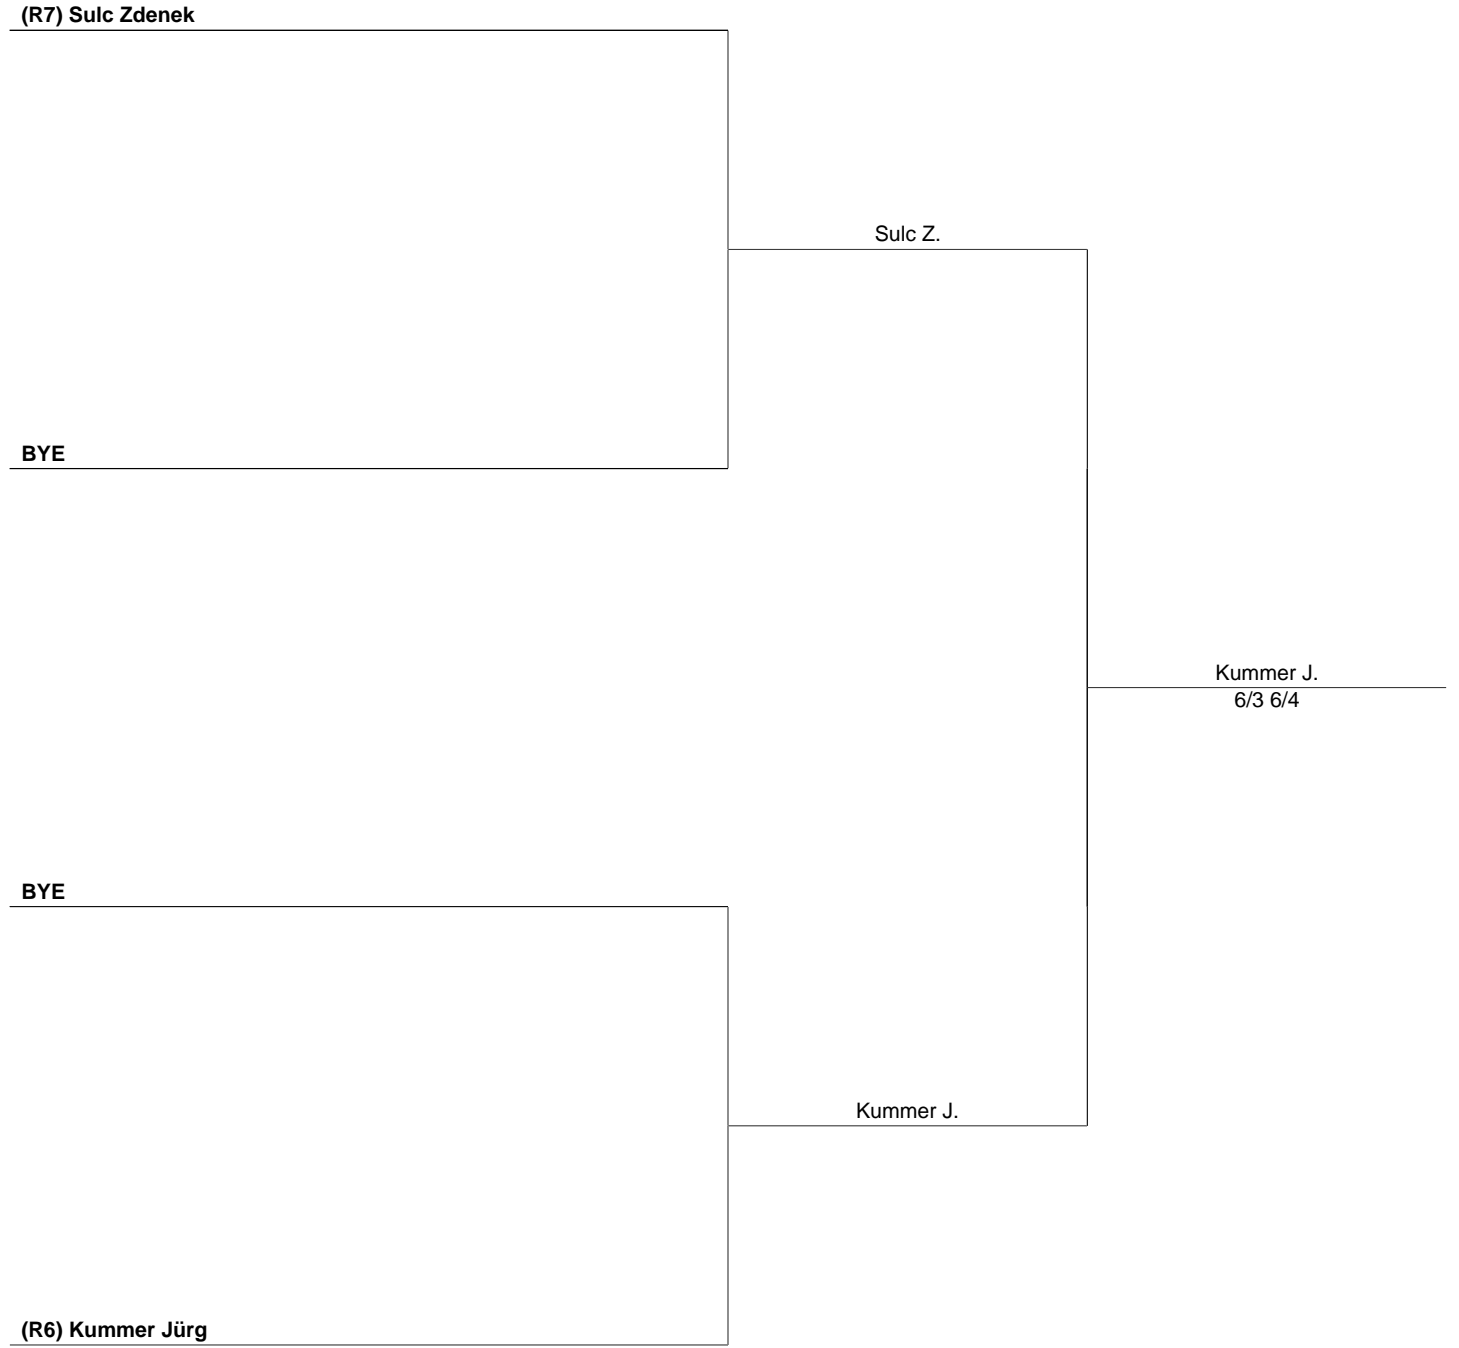 (R7) Sulc Zdenek
Sulc Z.
BYE
Kummer J.
6/3 6/4
BYE
Kummer J.
(R6) Kummer Jürg